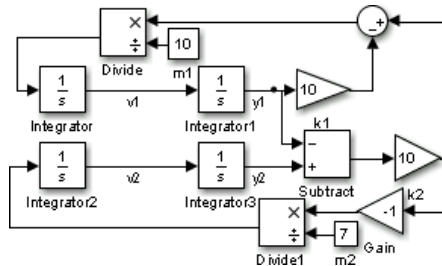 × ÷
Divide
10
m1
− +
1/s
Integrator
v1
1/s
Integrator1
y1
10
k1
1/s
Integrator2
v2
1/s
Integrator3
y2
− +
Subtract
10
k2
× ÷
Divide1
-1
Gain
7
m2